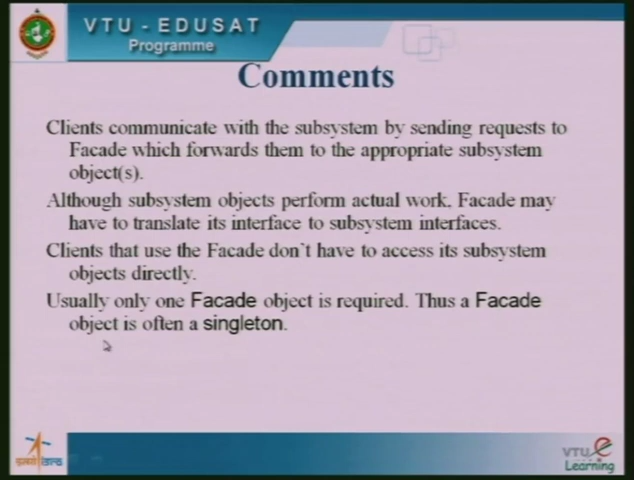 VTU - EDUSAT
Programme
Comments
Clients communicate with the subsystem by sending requests to
Facade which forwards them to the appropriate subsystem
object(s).
Although subsystem objects perform actual work. Facade may
have to translate its interface to subsystem interfaces.
Clients that use the Facade don't have to access its subsystem
objects directly.
Usually only one Facade object is required. Thus a Facade
object is often a singleton.
VTU e
Learning